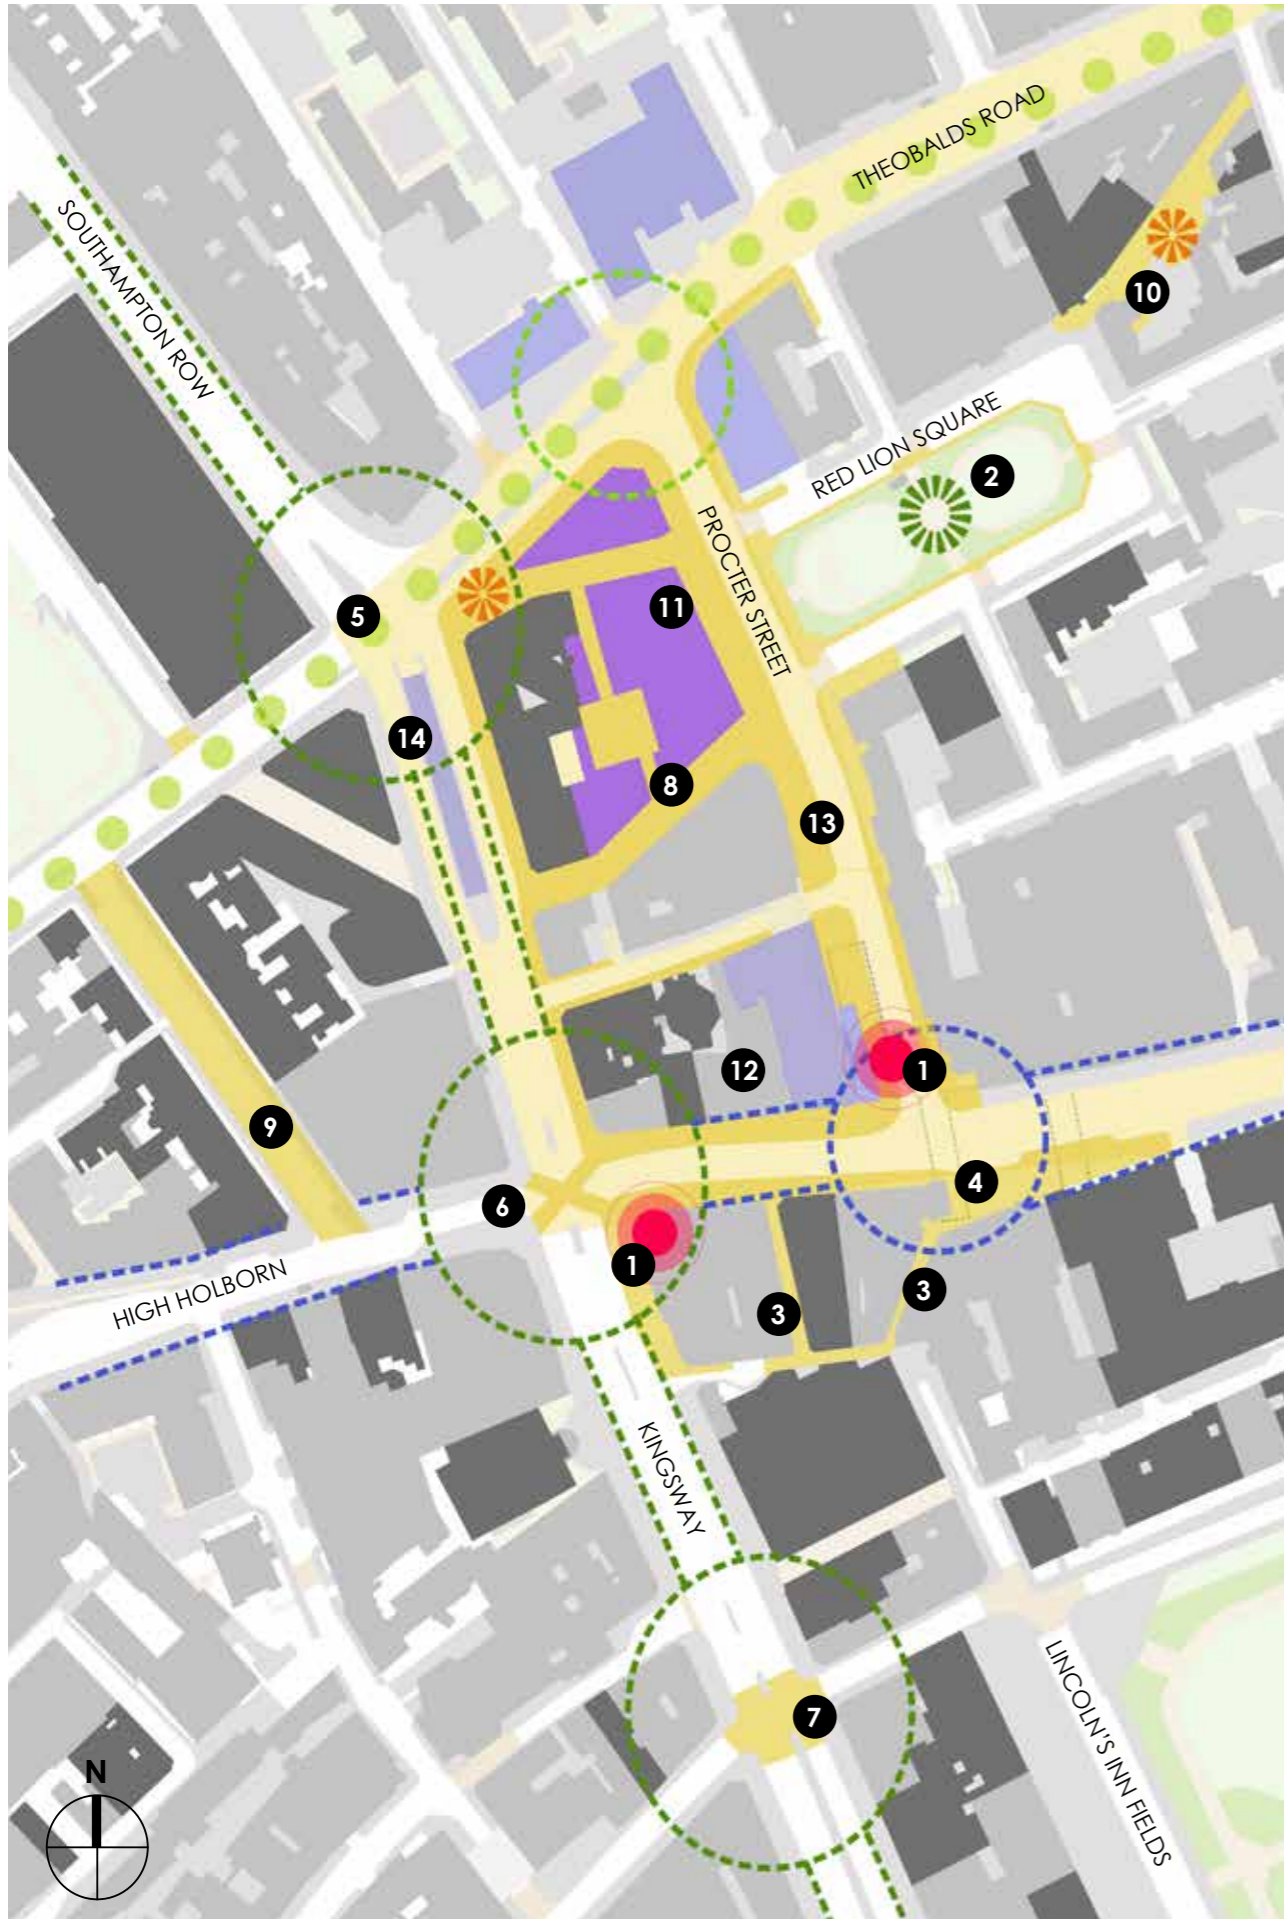 THEOBALDS ROAD
SOUTHAMPTON ROW
10
RED LION SQUARE
2
PROCTER STREET
11
5
14
8
13
12
1
9
4
6
1
HIGH HOLBORN
3
3
KINGSWAY
7
LINCOLN'S INN FIELDS
N